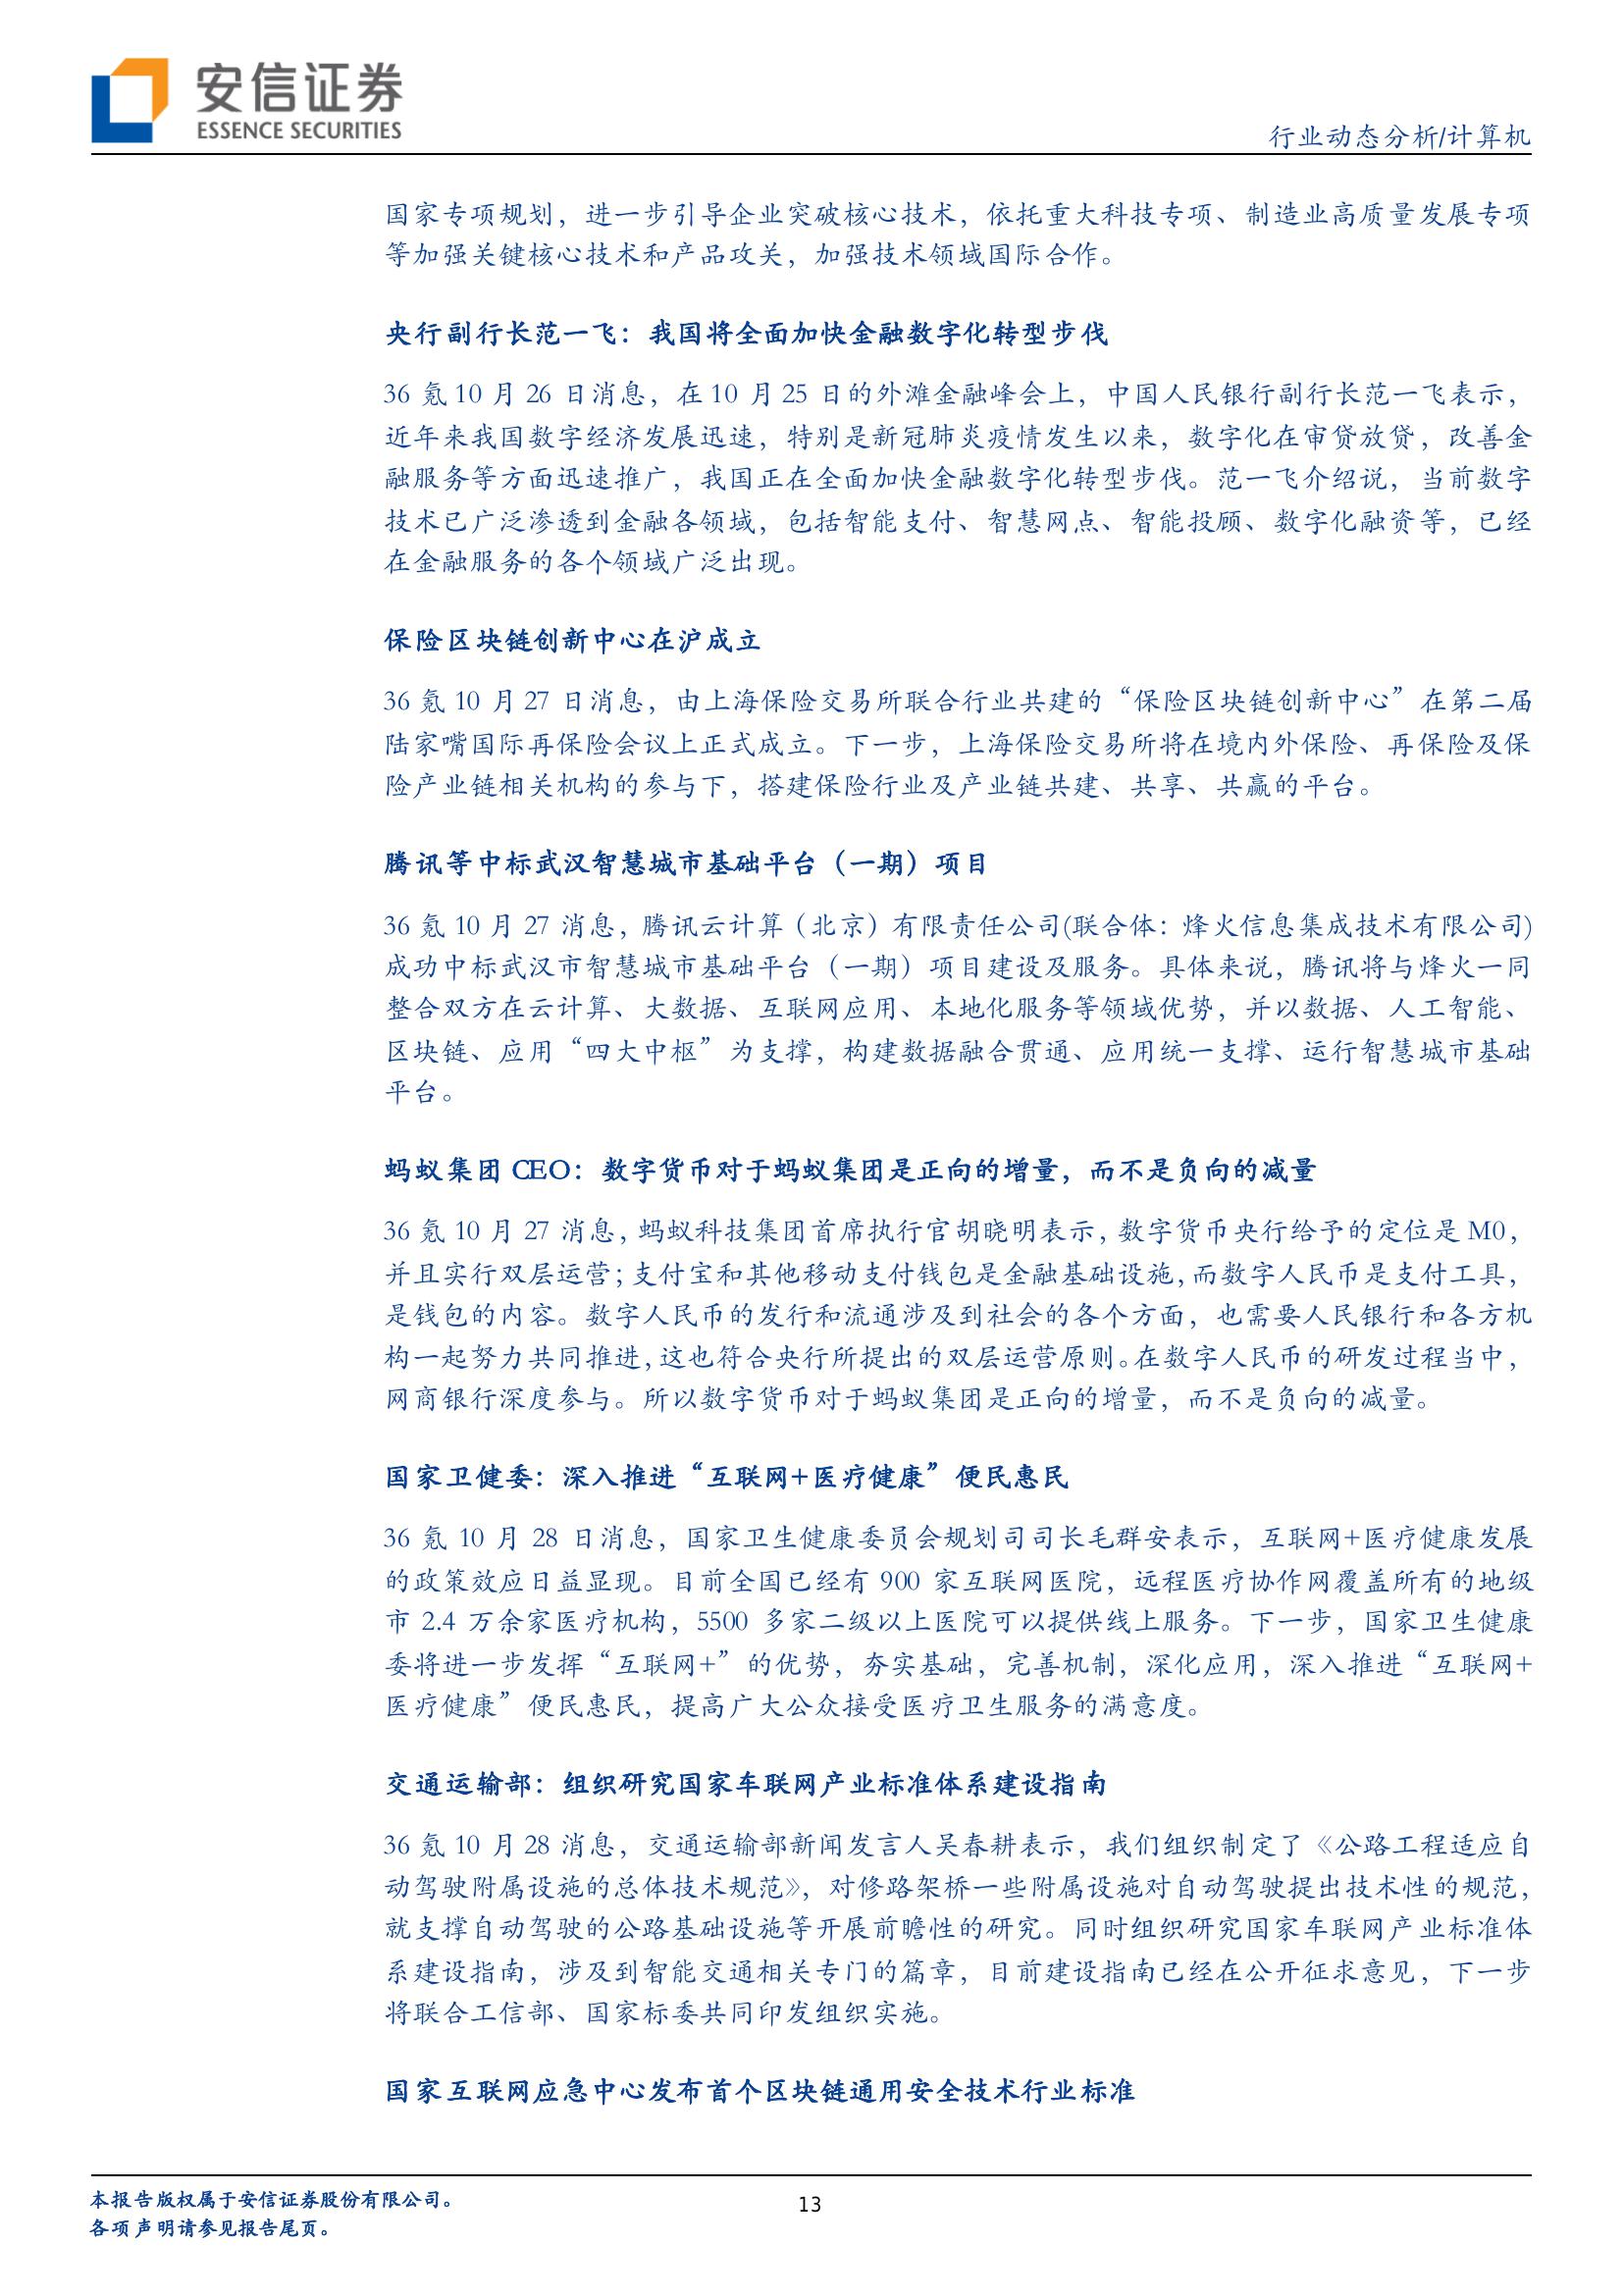 安信证券
ESSENCE SECURITIES
行业动态分析/计算机
国家专项规划，进一步引导企业突破核心技术，依托重大科技专项、制造业高质量发展专项
等加强关键核心技术和产品攻关，加强技术领域国际合作。
央行副行长范一飞：我国将全面加快金融数字化转型步伐
36 氪 10 月 26 日消息，在 10 月 25 日的外滩金融峰会上，中国人民银行副行长范一飞表示，
近年来我国数字经济发展迅速，特别是新冠肺炎疫情发生以来，数字化在审贷放贷，改善金
融服务等方面迅速推广，我国正在全面加快金融数字化转型步伐。范一飞介绍说，当前数字
技术已广泛渗透到金融各领域，包括智能支付、智慧网点、智能投顾、数字化融资等，已经
在金融服务的各个领域广泛出现。
保险区块链创新中心在沪成立
36 氪 10 月 27 日消息，由上海保险交易所联合行业共建的“保险区块链创新中心”在第二届
陆家嘴国际再保险会议上正式成立。下一步，上海保险交易所将在境内外保险、再保险及保
险产业链相关机构的参与下，搭建保险行业及产业链共建、共享、共赢的平台。
腾讯等中标武汉智慧城市基础平台（一期）项目
36 氪 10 月 27 消息，腾讯云计算（北京）有限责任公司(联合体：烽火信息集成技术有限公司)
成功中标武汉市智慧城市基础平台（一期）项目建设及服务。具体来说，腾讯将与烽火一同
整合双方在云计算、大数据、互联网应用、本地化服务等领域优势，并以数据、人工智能、
区块链、应用“四大中枢”为支撑，构建数据融合贯通、应用统一支撑、运行智慧城市基础
平台。
蚂蚁集团 CEO：数字货币对于蚂蚁集团是正向的增量，而不是负向的减量
36 氪 10 月 27 消息，蚂蚁科技集团首席执行官胡晓明表示，数字货币央行给予的定位是 M0，
并且实行双层运营；支付宝和其他移动支付钱包是金融基础设施，而数字人民币是支付工具，
是钱包的内容。数字人民币的发行和流通涉及到社会的各个方面，也需要人民银行和各方机
构一起努力共同推进，这也符合央行所提出的双层运营原则。在数字人民币的研发过程当中，
网商银行深度参与。所以数字货币对于蚂蚁集团是正向的增量，而不是负向的减量。
国家卫健委：深入推进“互联网+医疗健康”便民惠民
36 氪 10 月 28 日消息，国家卫生健康委员会规划司司长毛群安表示，互联网+医疗健康发展
的政策效应日益显现。目前全国已经有 900 家互联网医院，远程医疗协作网覆盖所有的地级
市 2.4 万余家医疗机构，5500 多家二级以上医院可以提供线上服务。下一步，国家卫生健康
委将进一步发挥“互联网+”的优势，夯实基础，完善机制，深化应用，深入推进“互联网+
医疗健康”便民惠民，提高广大公众接受医疗卫生服务的满意度。
交通运输部：组织研究国家车联网产业标准体系建设指南
36 氪 10 月 28 消息，交通运输部新闻发言人吴春耕表示，我们组织制定了《公路工程适应自
动驾驶附属设施的总体技术规范》，对修路架桥一些附属设施对自动驾驶提出技术性的规范，
就支撑自动驾驶的公路基础设施等开展前瞻性的研究。同时组织研究国家车联网产业标准体
系建设指南，涉及到智能交通相关专门的篇章，目前建设指南已经在公开征求意见，下一步
将联合工信部、国家标委共同印发组织实施。
国家互联网应急中心发布首个区块链通用安全技术行业标准
本报告版权属于安信证券股份有限公司。
13
各项声明请参见报告尾页。